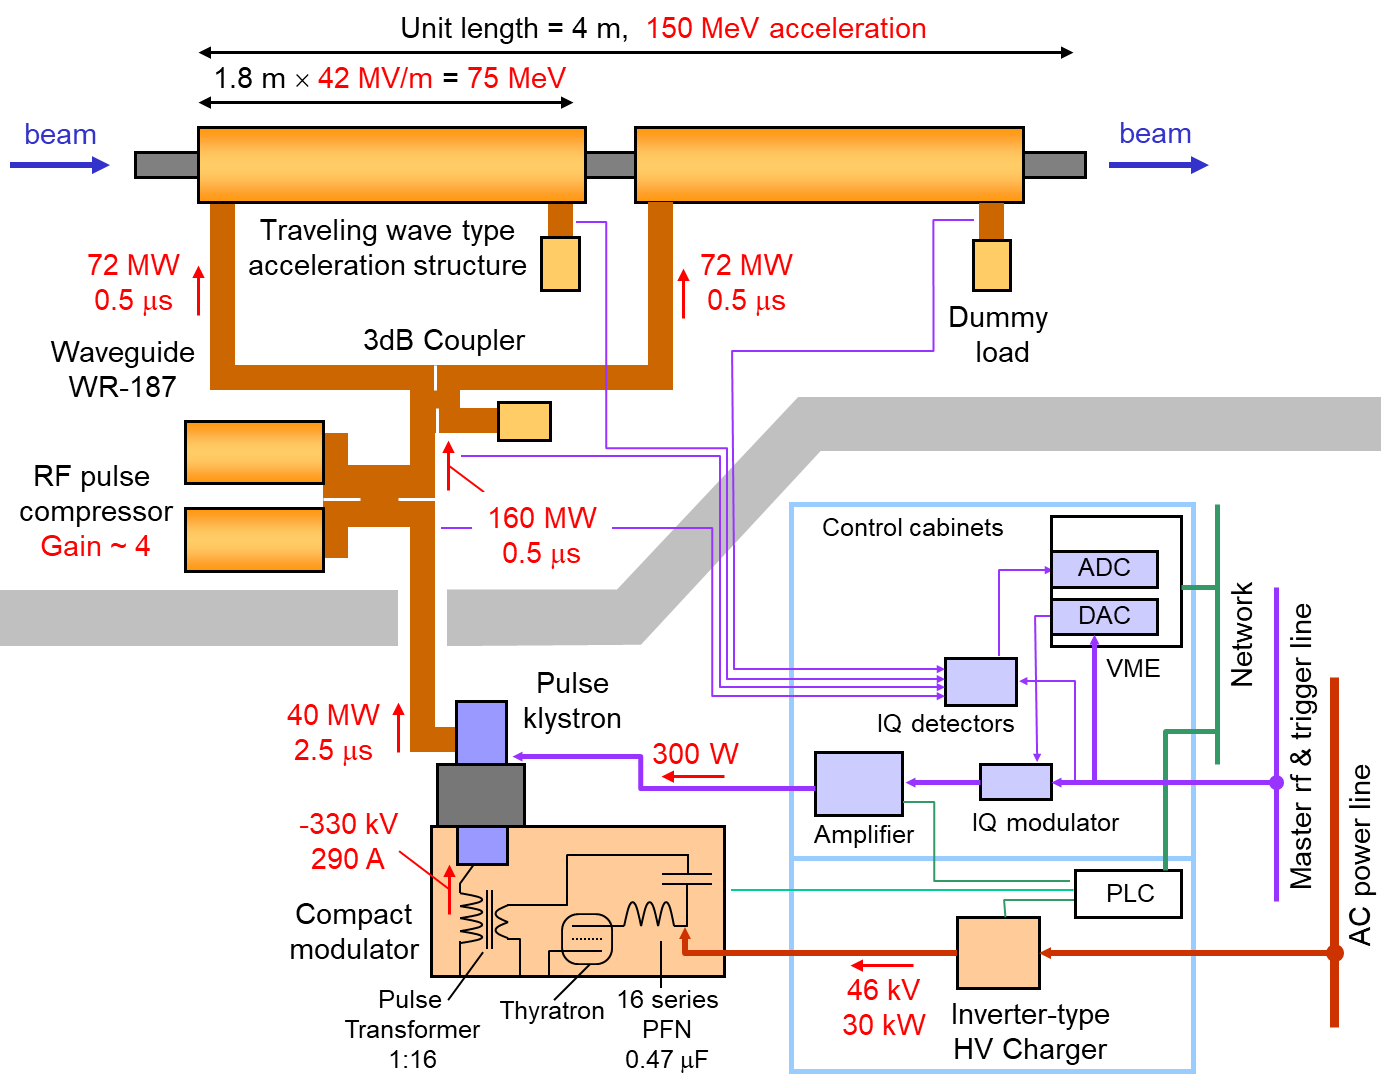 Unit length = 4 m, 150 MeV acceleration
1.8 m × 42 MV/m = 75 MeV
beam
beam
Traveling wave type
acceleration structure
72 MW
0.5 μs
72 MW
0.5 μs
Dummy
load
3dB Coupler
Waveguide
WR-187
RF pulse
compressor
Gain ~ 4
160 MW
0.5 μs
Control cabinets
ADC
DAC
VME
Network
Master rf & trigger line
AC power line
IQ detectors
Pulse
klystron
40 MW
2.5 μs
300 W
Amplifier
IQ modulator
-330 kV
290 A
PLC
Compact
modulator
46 kV
30 kW
Inverter-type
HV Charger
Pulse
Transformer
1:16
Thyratron
16 series
PFN
0.47 μF